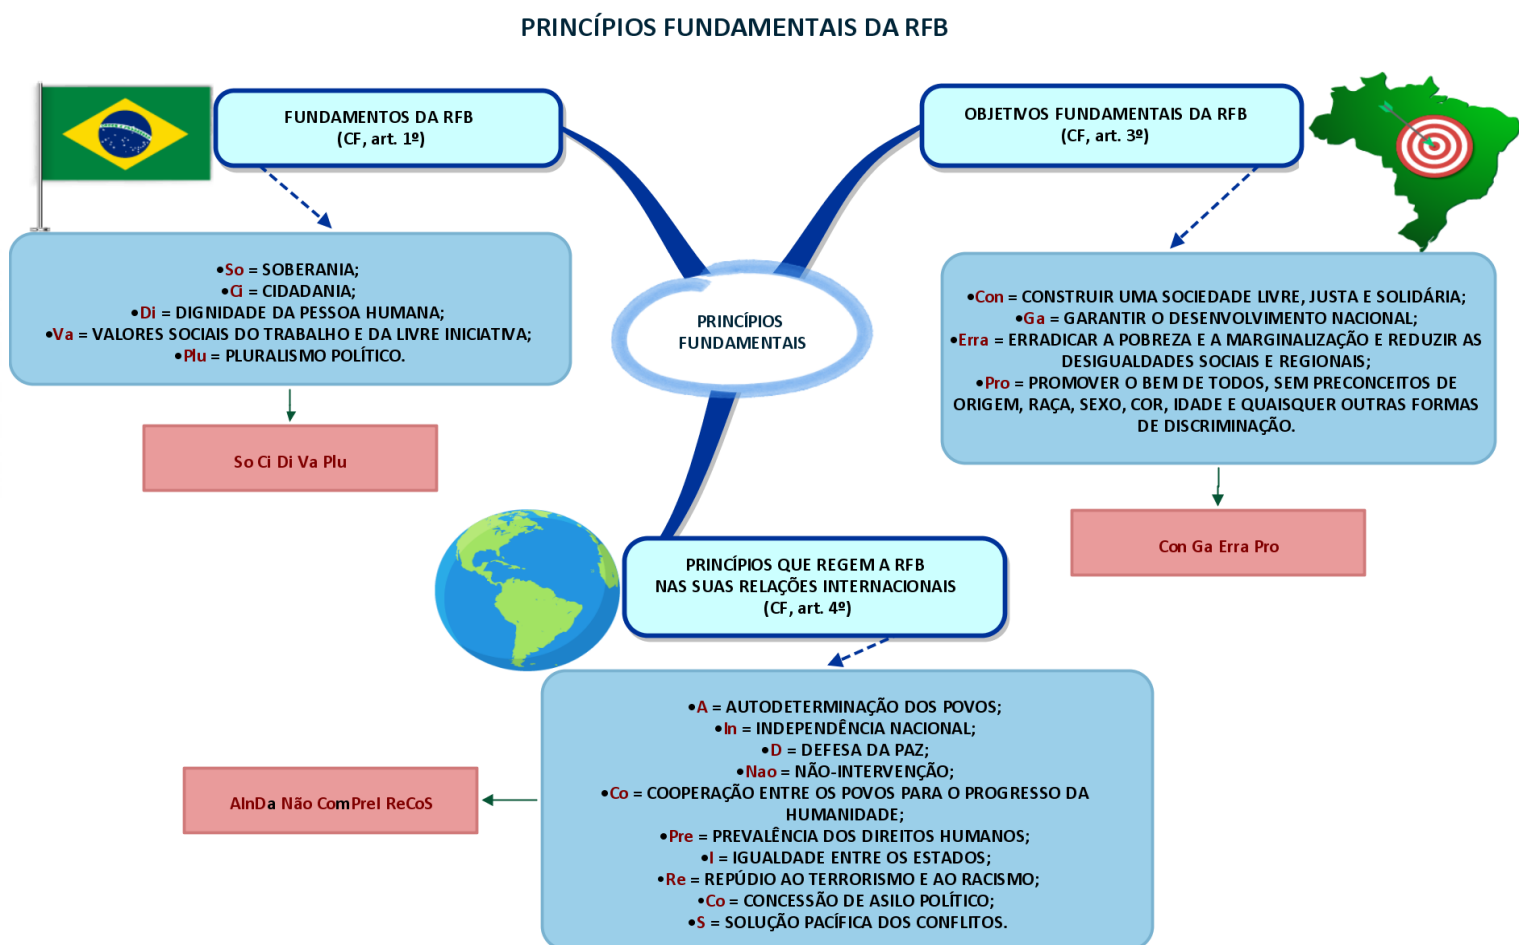 PRINCÍPIOS FUNDAMENTAIS DA RFB
FUNDAMENTOS DA RFB
(CF, art. 1º)
•So = SOBERANIA;
•Ci = CIDADANIA;
•Di = DIGNIDADE DA PESSOA HUMANA;
•Va = VALORES SOCIAIS DO TRABALHO E DA LIVRE INICIATIVA;
•Plu = PLURALISMO POLÍTICO.
So Ci Di Va Plu
OBJETIVOS FUNDAMENTAIS DA RFB
(CF, art. 3º)
•Con = CONSTRUIR UMA SOCIEDADE LIVRE, JUSTA E SOLIDÁRIA;
•Ga = GARANTIR O DESENVOLVIMENTO NACIONAL;
•Erra = ERRADICAR A POBREZA E A MARGINALIZAÇÃO E REDUZIR AS
DESIGUALDADES SOCIAIS E REGIONAIS;
•Pro = PROMOVER O BEM DE TODOS, SEM PRECONCEITOS DE
ORIGEM, RAÇA, SEXO, COR, IDADE E QUAISQUER OUTRAS FORMAS
DE DISCRIMINAÇÃO.
Con Ga Erra Pro
PRINCÍPIOS
FUNDAMENTAIS
PRINCÍPIOS QUE REGEM A RFB
NAS SUAS RELAÇÕES INTERNACIONAIS
(CF, art. 4º)
•A = AUTODETERMINAÇÃO DOS POVOS;
•In = INDEPENDÊNCIA NACIONAL;
•D = DEFESA DA PAZ;
•Nao = NÃO-INTERVENÇÃO;
•Co = COOPERAÇÃO ENTRE OS POVOS PARA O PROGRESSO DA
HUMANIDADE;
•Pre = PREVALÊNCIA DOS DIREITOS HUMANOS;
•I = IGUALDADE ENTRE OS ESTADOS;
•Re = REPÚDIO AO TERRORISMO E AO RACISMO;
•Co = CONCESSÃO DE ASILO POLÍTICO;
•S = SOLUÇÃO PACÍFICA DOS CONFLITOS.
AInDa Não ComPreI ReCoS